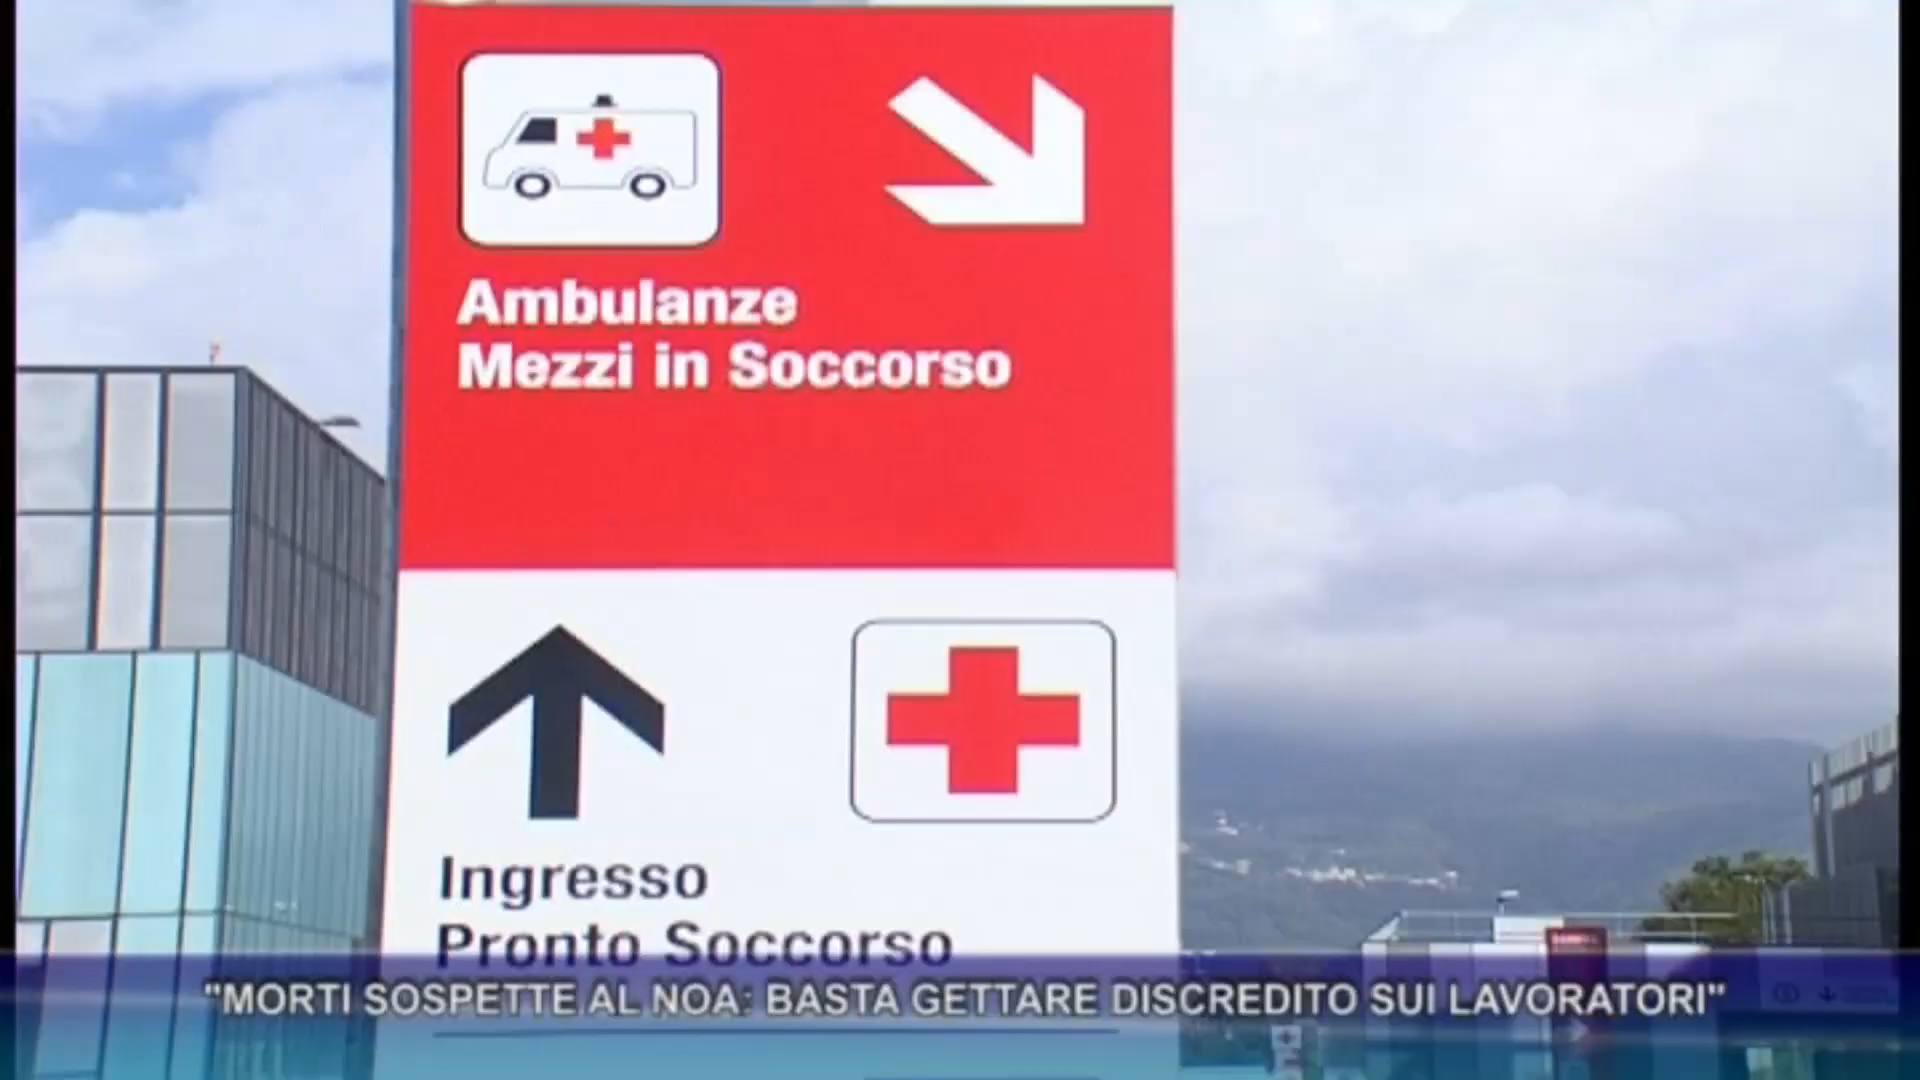 Ambulanze
Mezzi in Soccorso
Ingresso
Pronto Soccorso
"MORTI SOSPETTE AL NOA: BASTA GETTARE DISCREDITO SUI LAVORATORI"